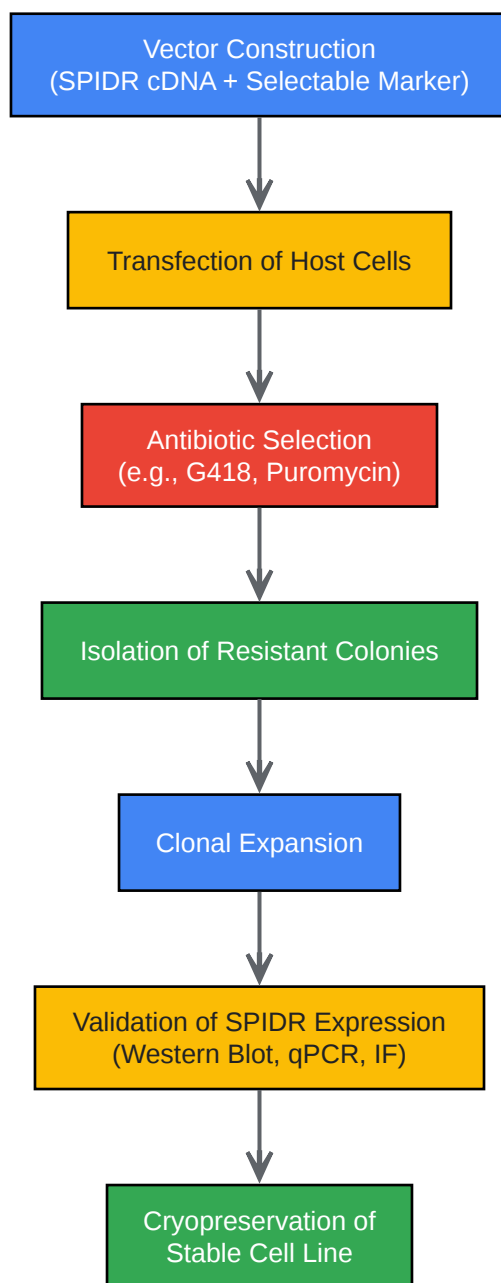 Vector Construction
(SPIDR cDNA + Selectable Marker)
Transfection of Host Cells
Antibiotic Selection
(e.g., G418, Puromycin)
Isolation of Resistant Colonies
Clonal Expansion
Validation of SPIDR Expression
(Western Blot, qPCR, IF)
Cryopreservation of
Stable Cell Line